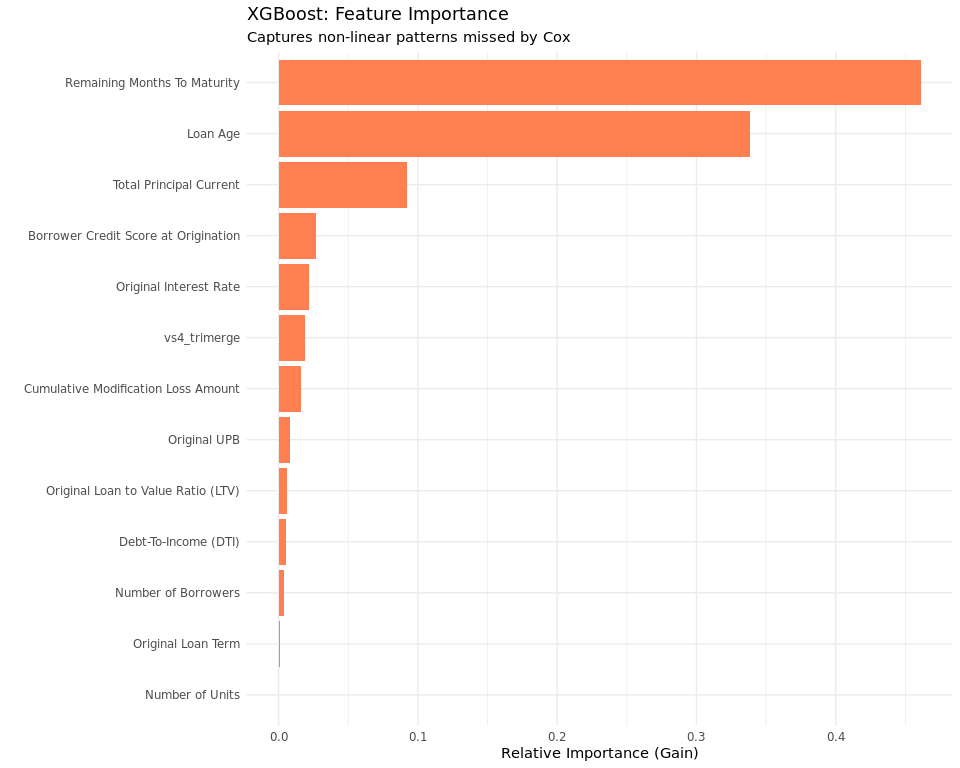 XGBoost: Feature Importance
Captures non-linear patterns missed by Cox
Remaining Months To Maturity
Loan Age
Total Principal Current
Borrower Credit Score at Origination
Original Interest Rate
vs4_trimerge
Cumulative Modification Loss Amount
Original UPB
Original Loan to Value Ratio (LTV)
Debt-To-Income (DTI)
Number of Borrowers
Original Loan Term
Number of Units
0.0 0.1 0.2 0.3 0.4
Relative Importance (Gain)